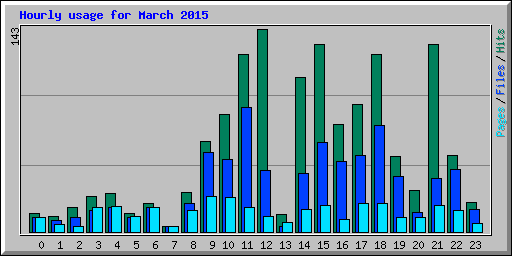 Hourly usage for March 2015
143
Pages/Files/Hits
0 1 2 3 4 5 6 7 8 9 10 11 12 13 14 15 16 17 18 19 20 21 22 23